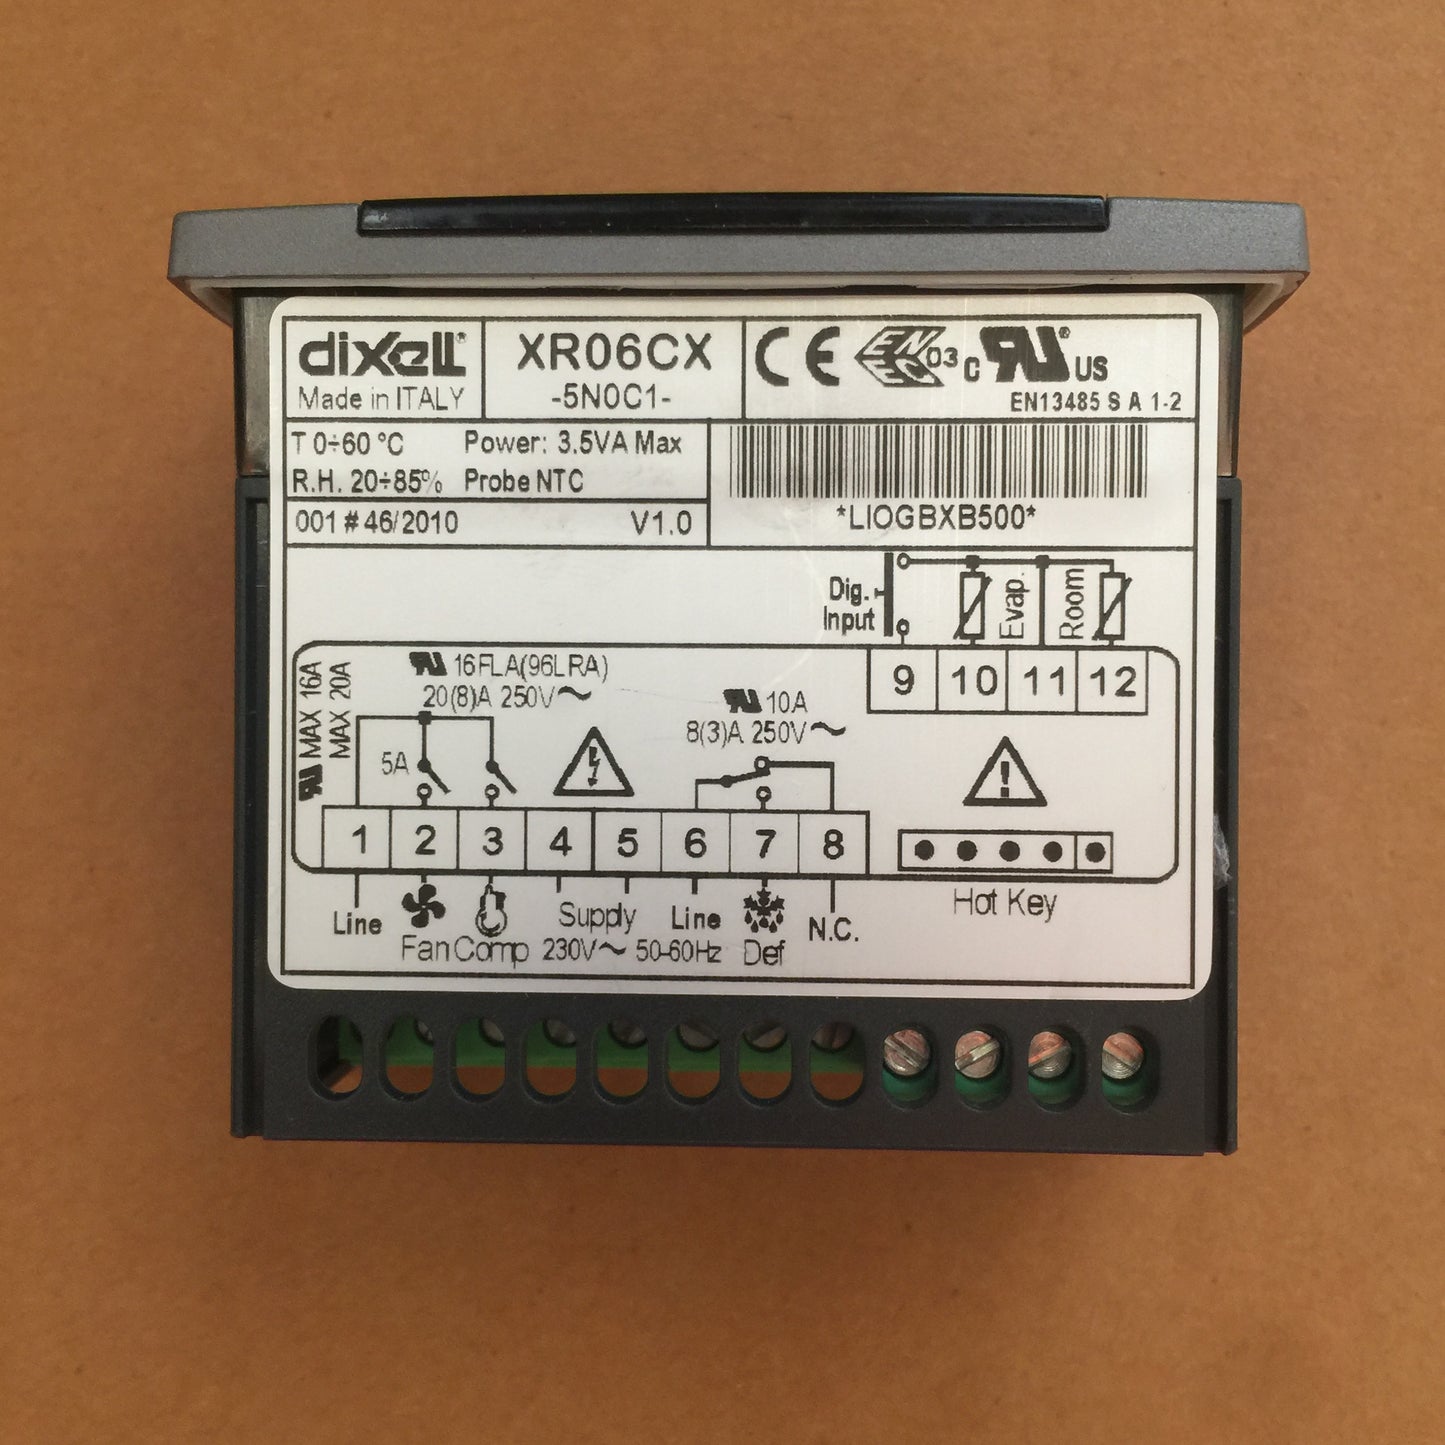 dixell®
Made in ITALY
XR06CX
-5N0C1-
CE EN EC 03 c RU® US
EN13485 S A 1-2
T 0÷60 °C Power: 3.5VA Max
R.H. 20÷85% Probe NTC
001 # 46/2010 V1.0
*LIOGBXB500*
Dig.
Input
Evap.
Room
9 10 11 12
MAX 16A
MAX 20A
16FLA(96LRA)
20(8)A 250V~
10A
8(3)A 250V~
5A
1 2 3 4 5 6 7 8
Line Fan Comp Supply Line Def N.C.
230V~ 50-60Hz
Hot Key